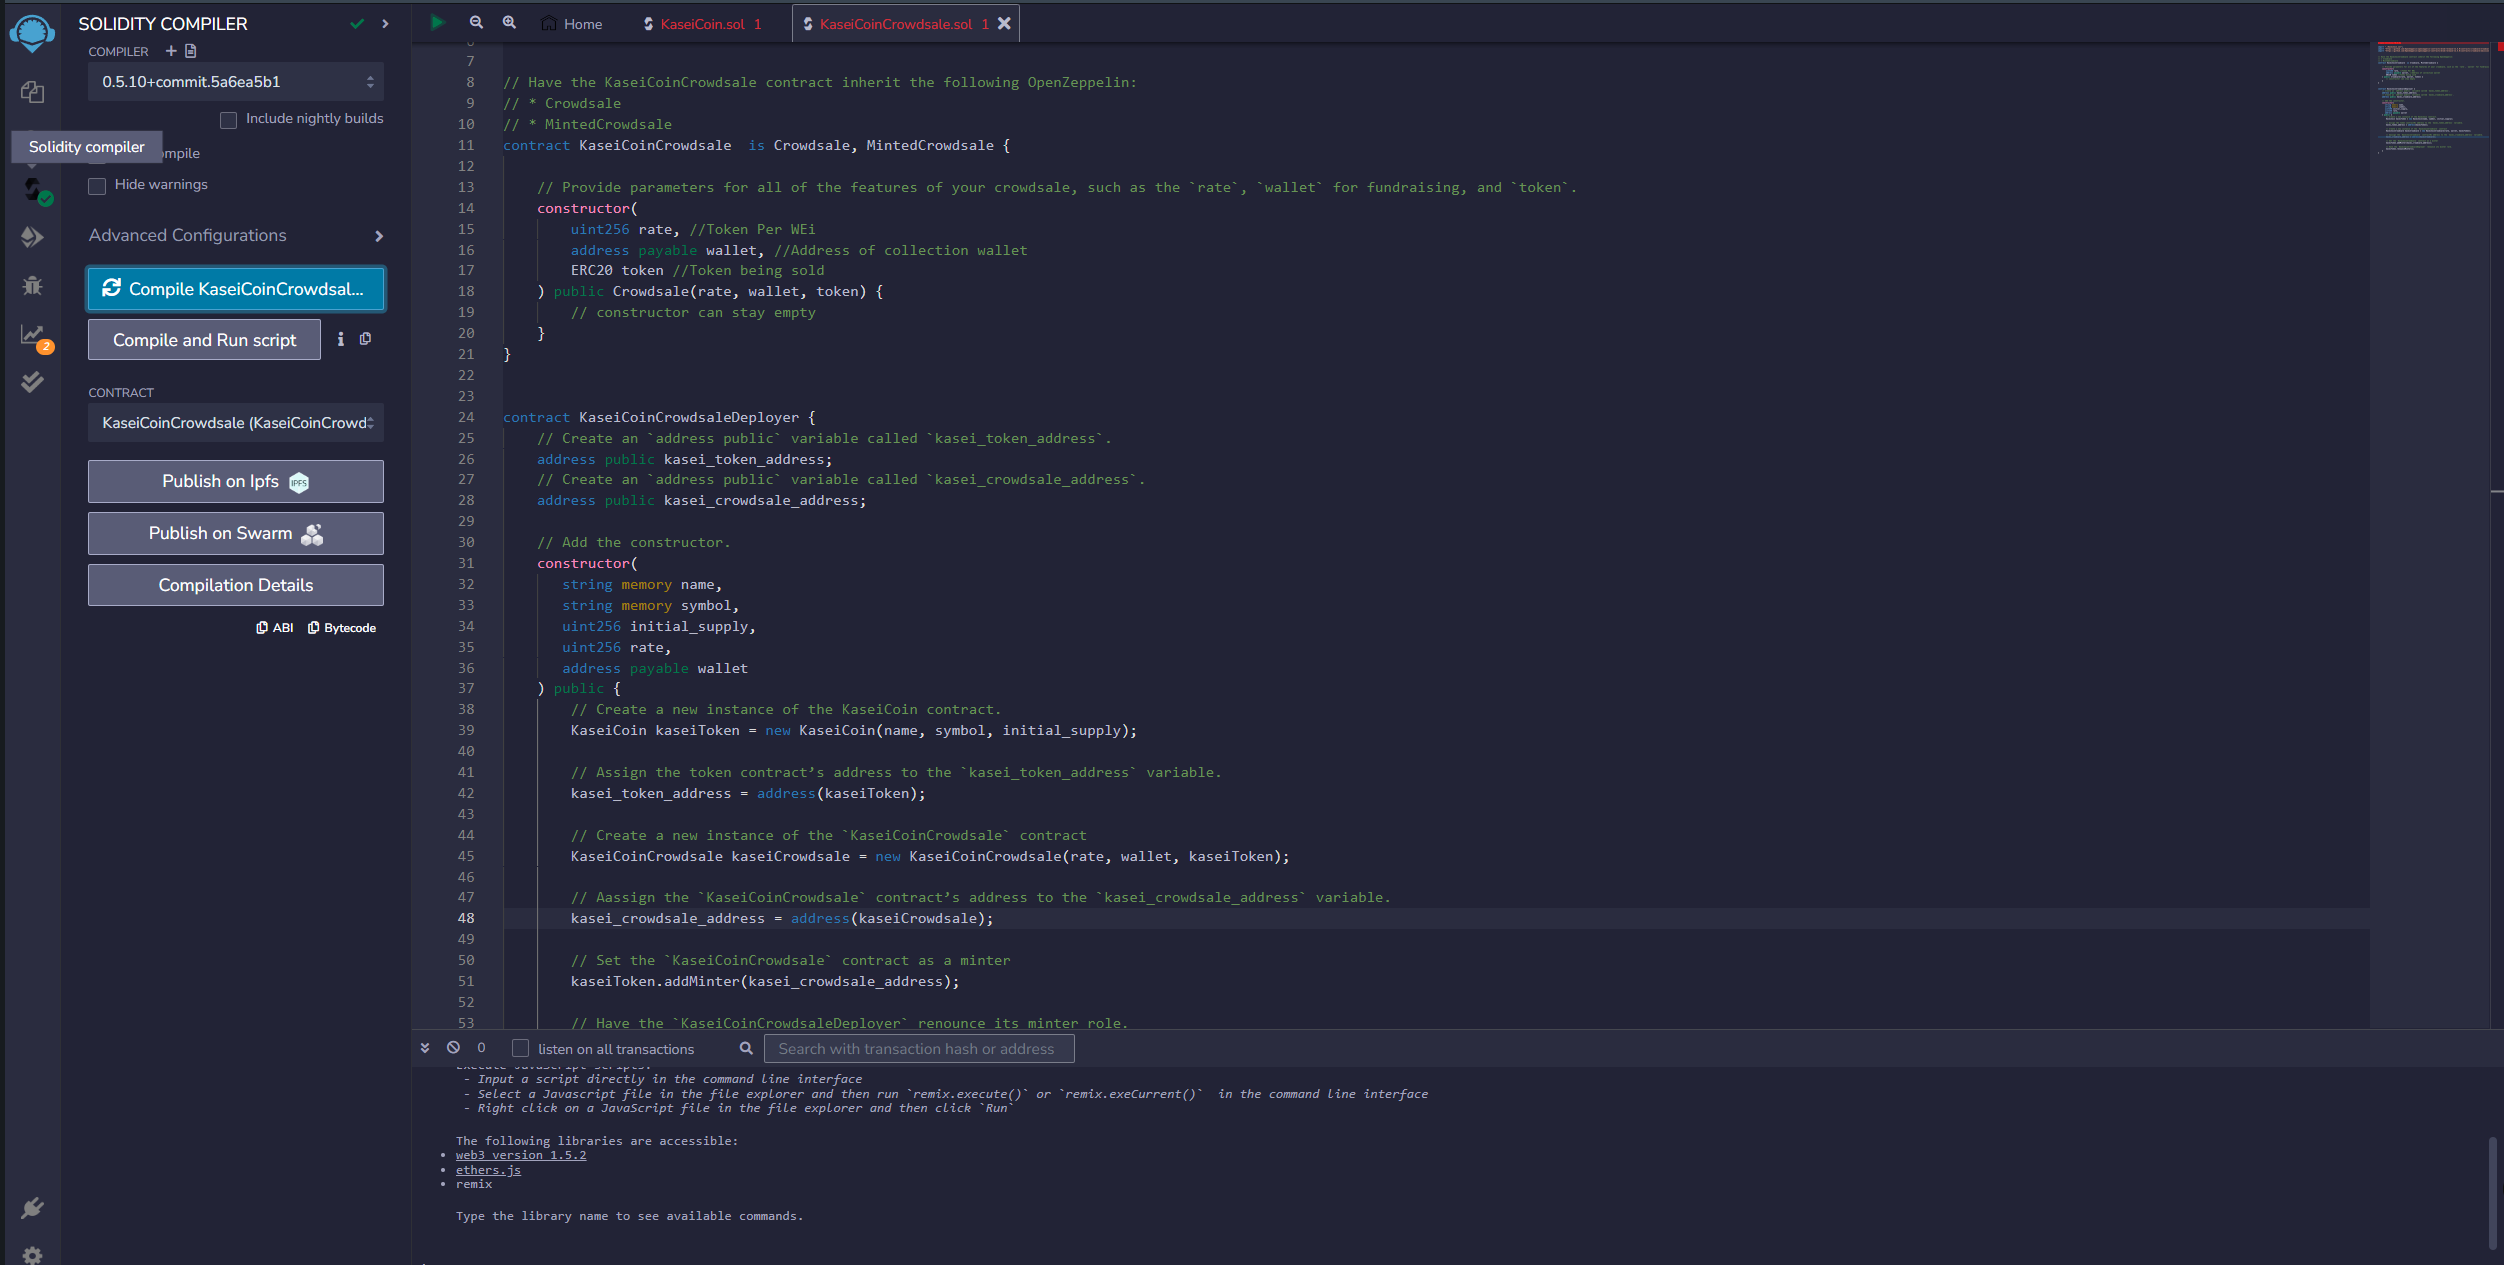 SOLIDITY COMPILER
COMPILER
0.5.10+commit.5a6ea5b1
Include nightly builds
Solidity compiler
ompile
Hide warnings
Advanced Configurations
Compile KaseiCoinCrowdsal...
Compile and Run script
2
CONTRACT
KaseiCoinCrowdsale (KaseiCoinCrowd
Publish on Ipfs IPFS
Publish on Swarm
Compilation Details
ABI Bytecode
Home KaseiCoin.sol 1 KaseiCoinCrowdsale.sol 1
7
8 // Have the KaseiCoinCrowdsale contract inherit the following OpenZeppelin:
9 // * Crowdsale
10 // * MintedCrowdsale
11 contract KaseiCoinCrowdsale  is Crowdsale, MintedCrowdsale {
12
13 // Provide parameters for all of the features of your crowdsale, such as the `rate`, `wallet` for fundraising, and `token`.
14 constructor(
15 uint256 rate, //Token Per WEi
16 address payable wallet, //Address of collection wallet
17 ERC20 token //Token being sold
18 ) public Crowdsale(rate, wallet, token) {
19 // constructor can stay empty
20 }
21 }
22
23
24 contract KaseiCoinCrowdsaleDeployer {
25 // Create an `address public` variable called `kasei_token_address`.
26 address public kasei_token_address;
27 // Create an `address public` variable called `kasei_crowdsale_address`.
28 address public kasei_crowdsale_address;
29
30 // Add the constructor.
31 constructor(
32 string memory name,
33 string memory symbol,
34 uint256 initial_supply,
35 uint256 rate,
36 address payable wallet
37 ) public {
38 // Create a new instance of the KaseiCoin contract.
39 KaseiCoin kaseiToken = new KaseiCoin(name, symbol, initial_supply);
40
41 // Assign the token contract’s address to the `kasei_token_address` variable.
42 kasei_token_address = address(kaseiToken);
43
44 // Create a new instance of the `KaseiCoinCrowdsale` contract
45 KaseiCoinCrowdsale kaseiCrowdsale = new KaseiCoinCrowdsale(rate, wallet, kaseiToken);
46
47 // Aassign the `KaseiCoinCrowdsale` contract’s address to the `kasei_crowdsale_address` variable.
48 kasei_crowdsale_address = address(kaseiCrowdsale);
49
50 // Set the `KaseiCoinCrowdsale` contract as a minter
51 kaseiToken.addMinter(kasei_crowdsale_address);
52
53 // Have the `KaseiCoinCrowdsaleDeployer` renounce its minter role.
0 listen on all transactions Search with transaction hash or address
Execute JavaScript scripts:
- Input a script directly in the command line interface
- Select a Javascript file in the file explorer and then run `remix.execute()` or `remix.exeCurrent()`  in the command line interface
- Right click on a JavaScript file in the file explorer and then click `Run`
The following libraries are accessible:
• web3 version 1.5.2
• ethers.js
• remix
Type the library name to see available commands.